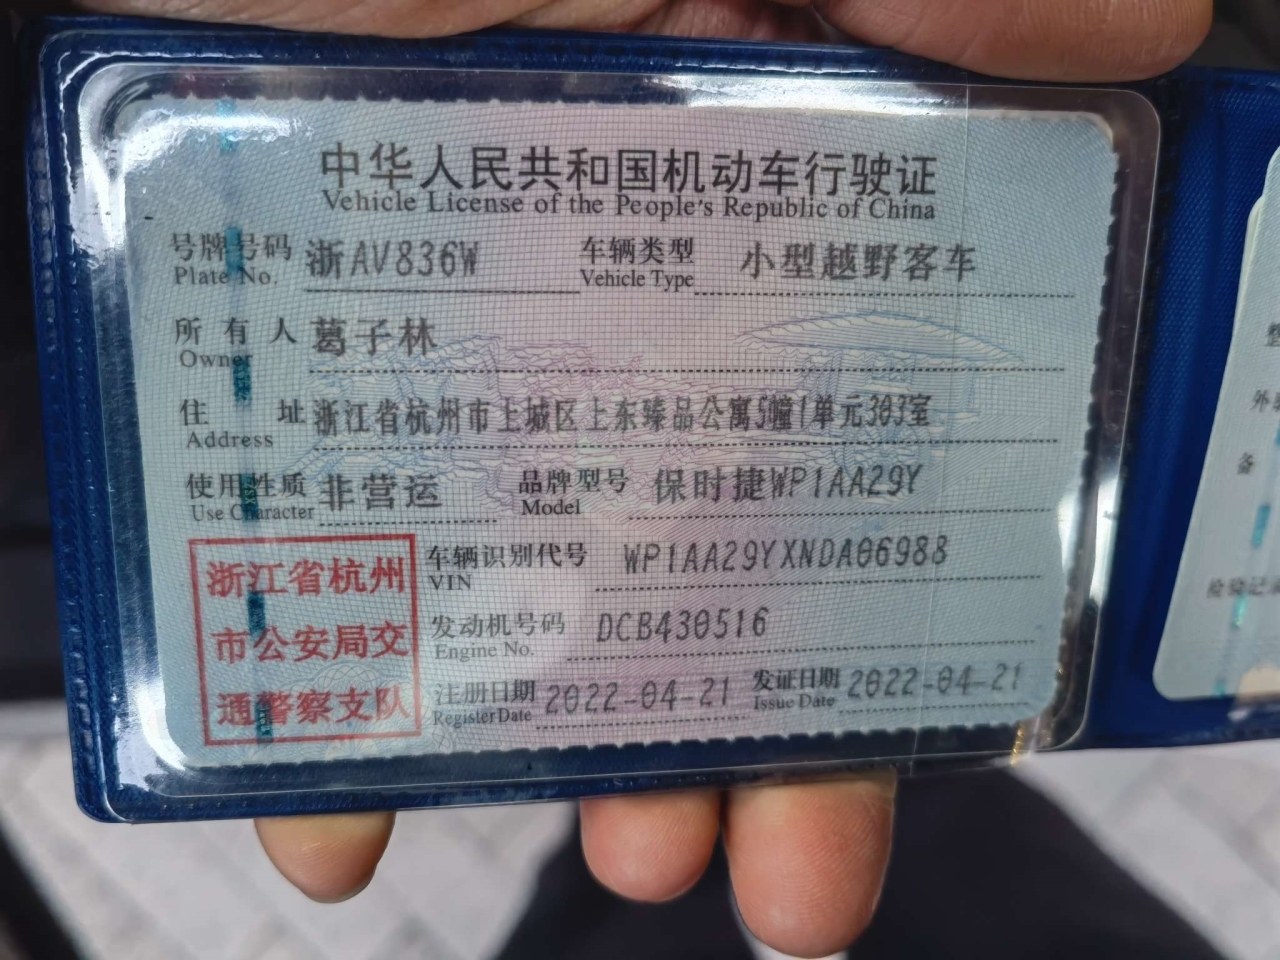 中华人民共和国机动车行驶证
Vehicle License of the People's Republic of China
号牌号码 浙AV836W 车辆类型 小型越野客车
Plate No. Vehicle Type
所有人 葛子林
Owner
住址 浙江省杭州市上城区上东臻品公寓5幢1单元303室
Address
使用性质 非营运 品牌型号 保时捷WP1AA29Y
Use Character Model
车辆识别代号 WP1AA29YXNDA06988
VIN
发动机号码 DCB430516
Engine No.
注册日期 2022-04-21 发证日期 2022-04-21
Register Date Issue Date
浙江省杭州
市公安局交
通警察支队
整
外
备
检验记